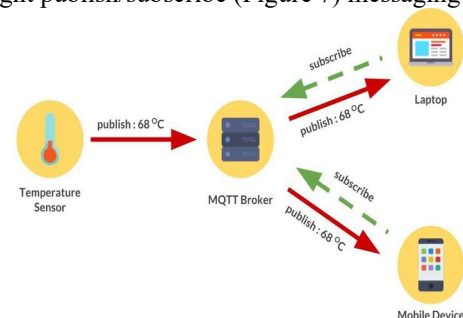 ght publish/subscribe (Figure 7) messaging
subscribe
Laptop
publish : 68 °C
publish : 68 °C
Temperature
Sensor
MQTT Broker
subscribe
publish : 68 °C
Mobile Device